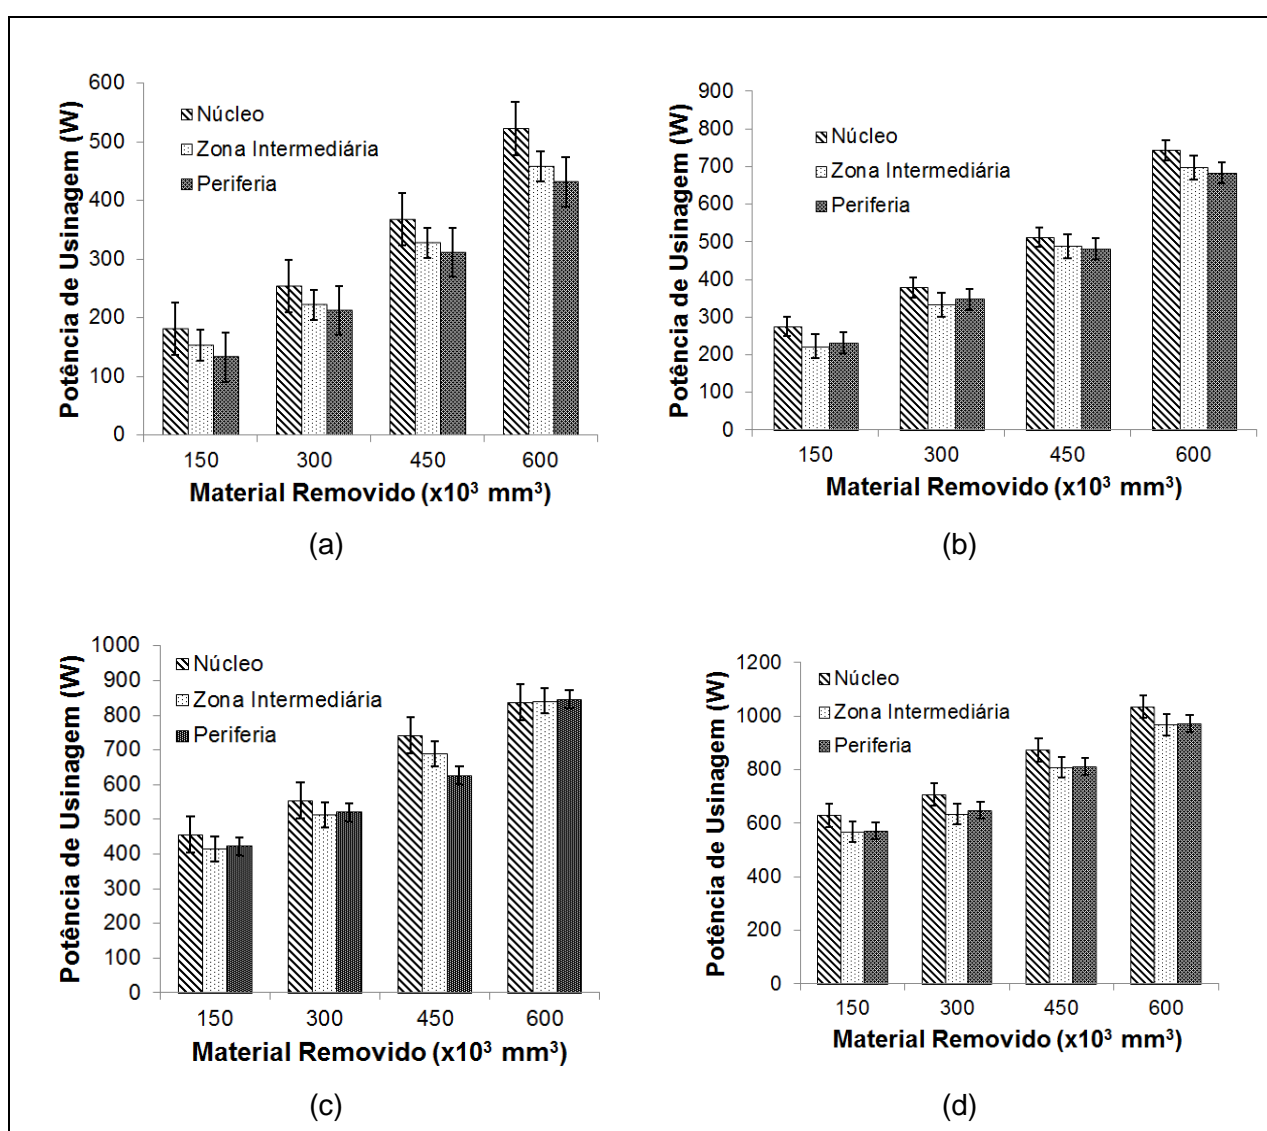 Potência de Usinagem (W)
600
500
400
300
200
100
0
Núcleo
Zona Intermediária
Periferia
150 300 450 600
Material Removido (x10³ mm³)
(a)
Potência de Usinagem (W)
900
800
700
600
500
400
300
200
100
0
Núcleo
Zona Intermediária
Periferia
150 300 450 600
Material Removido (x10³ mm³)
(b)
Potência de Usinagem (W)
1000
900
800
700
600
500
400
300
200
100
0
Núcleo
Zona Intermediária
Periferia
150 300 450 600
Material Removido (x10³ mm³)
(c)
Potência de Usinagem (W)
1200
1000
800
600
400
200
0
Núcleo
Zona Intermediária
Periferia
150 300 450 600
Material Removido (x10³ mm³)
(d)